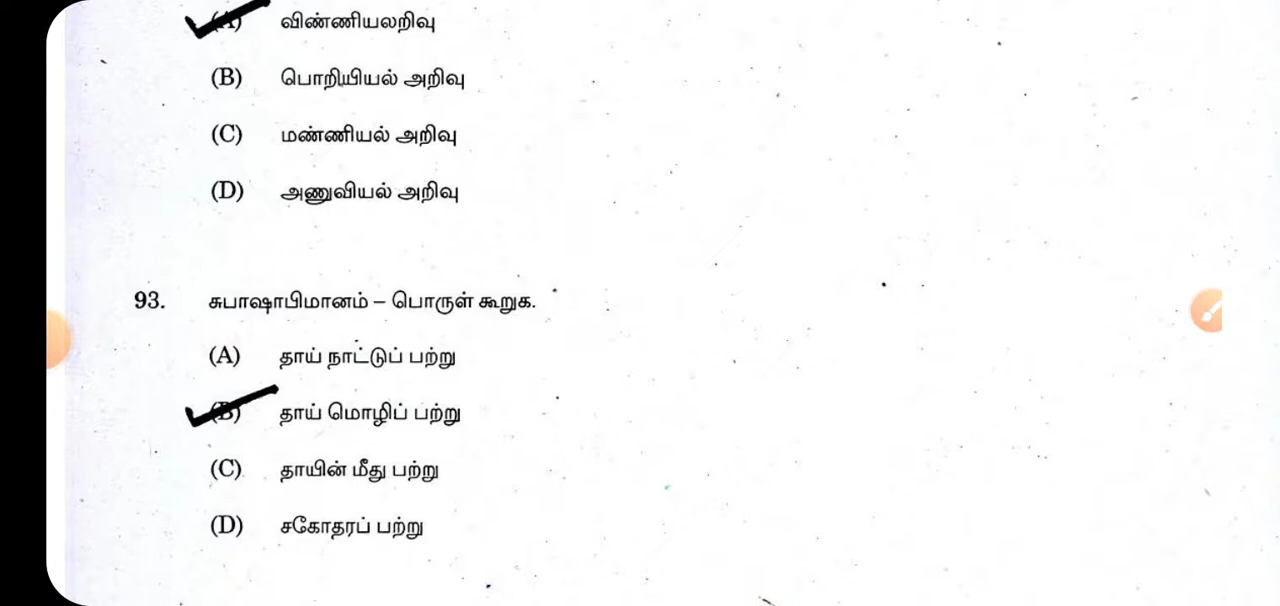 (A) விண்ணியலறிவு
(B) பொறியியல் அறிவு
(C) மண்ணியல் அறிவு
(D) அணுவியல் அறிவு
93. சுபாஷாபிமானம் – பொருள் கூறுக.
(A) தாய் நாட்டுப் பற்று
(B) தாய் மொழிப் பற்று
(C) தாயின் மீது பற்று
(D) சகோதரப் பற்று